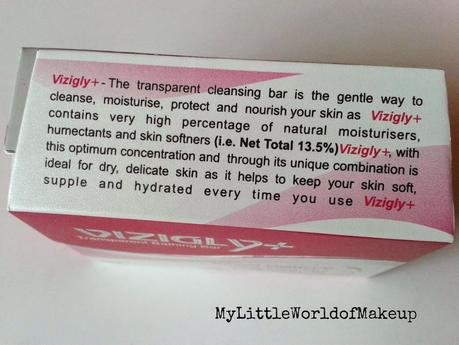 Vizigly+ - The transparent cleansing bar is the gentle way to
cleanse, moisturise, protect and nourish your skin as Vizigly+
contains very high percentage of natural moisturisers,
humectants and skin softners (i.e. Net Total 13.5%) Vizigly+, with
this optimum concentration and through its unique combination is
ideal for dry, delicate skin as it helps to keep your skin soft,
supple and hydrated every time you use Vizigly+
VIZIGLY+
Transparent Bathing Bar
MyLittleWorldofMakeup